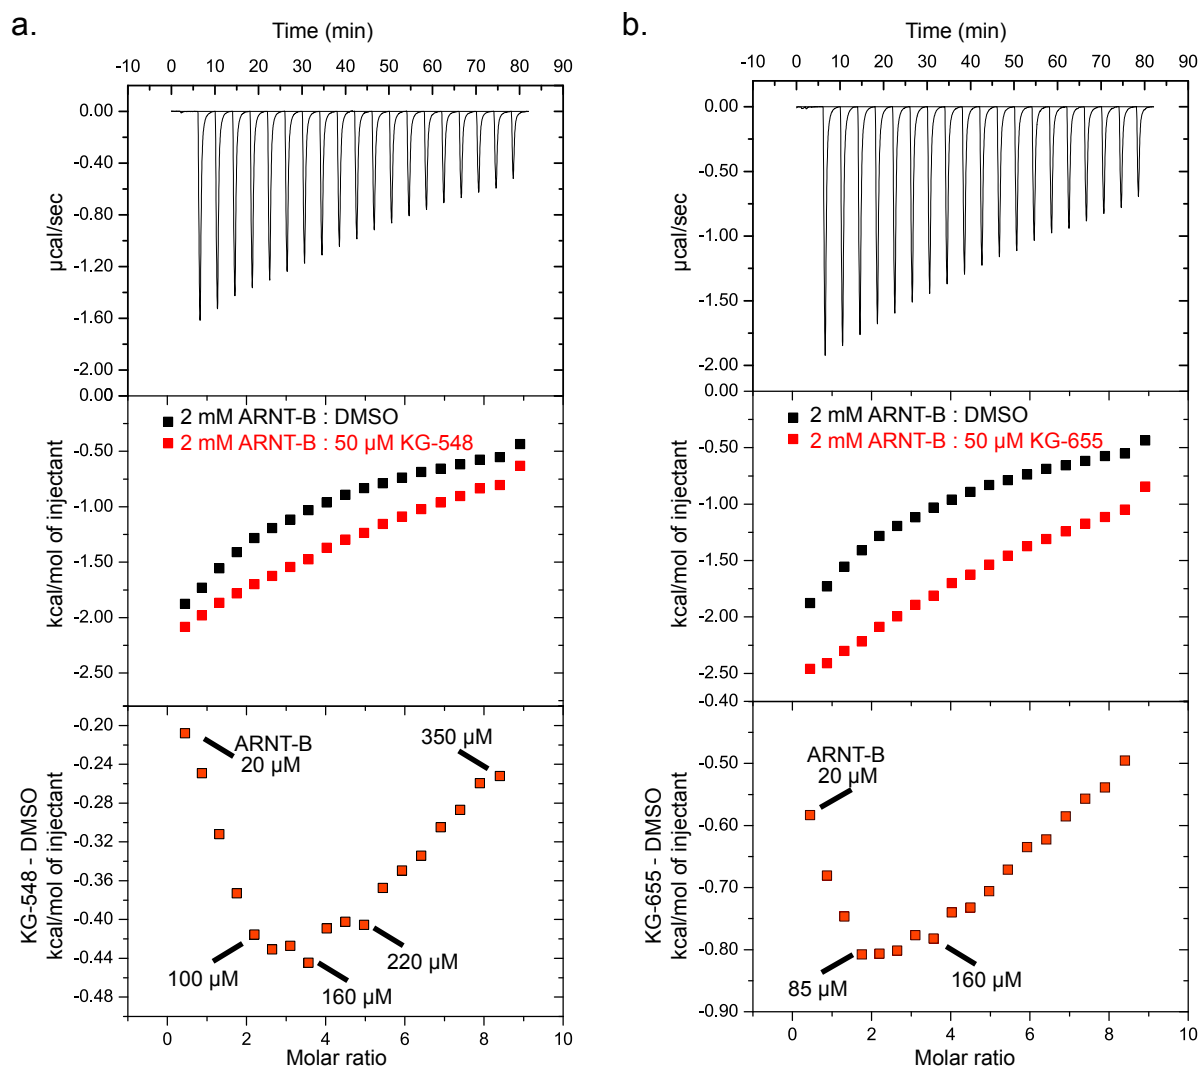 a.
Time (min)
-10 0 10 20 30 40 50 60 70 80 90
0.00
-0.40
-0.80
-1.20
-1.60
-2.00
µcal/sec
0.00
-0.50
-1.00
-1.50
-2.00
-2.50
kcal/mol of injectant
2 mM ARNT-B : DMSO
2 mM ARNT-B : 50 µM KG-548
-0.20
-0.24
-0.28
-0.32
-0.36
-0.40
-0.44
-0.48
KG-548 - DMSO
kcal/mol of injectant
ARNT-B
20 µM
350 µM
100 µM
160 µM
220 µM
0 2 4 6 8 10
Molar ratio
b.
Time (min)
-10 0 10 20 30 40 50 60 70 80 90
0.00
-0.50
-1.00
-1.50
-2.00
µcal/sec
0.00
-0.50
-1.00
-1.50
-2.00
-2.50
kcal/mol of injectant
2 mM ARNT-B : DMSO
2 mM ARNT-B : 50 µM KG-655
-0.40
-0.50
-0.60
-0.70
-0.80
-0.90
KG-655 - DMSO
kcal/mol of injectant
ARNT-B
20 µM
85 µM
160 µM
0 2 4 6 8 10
Molar ratio